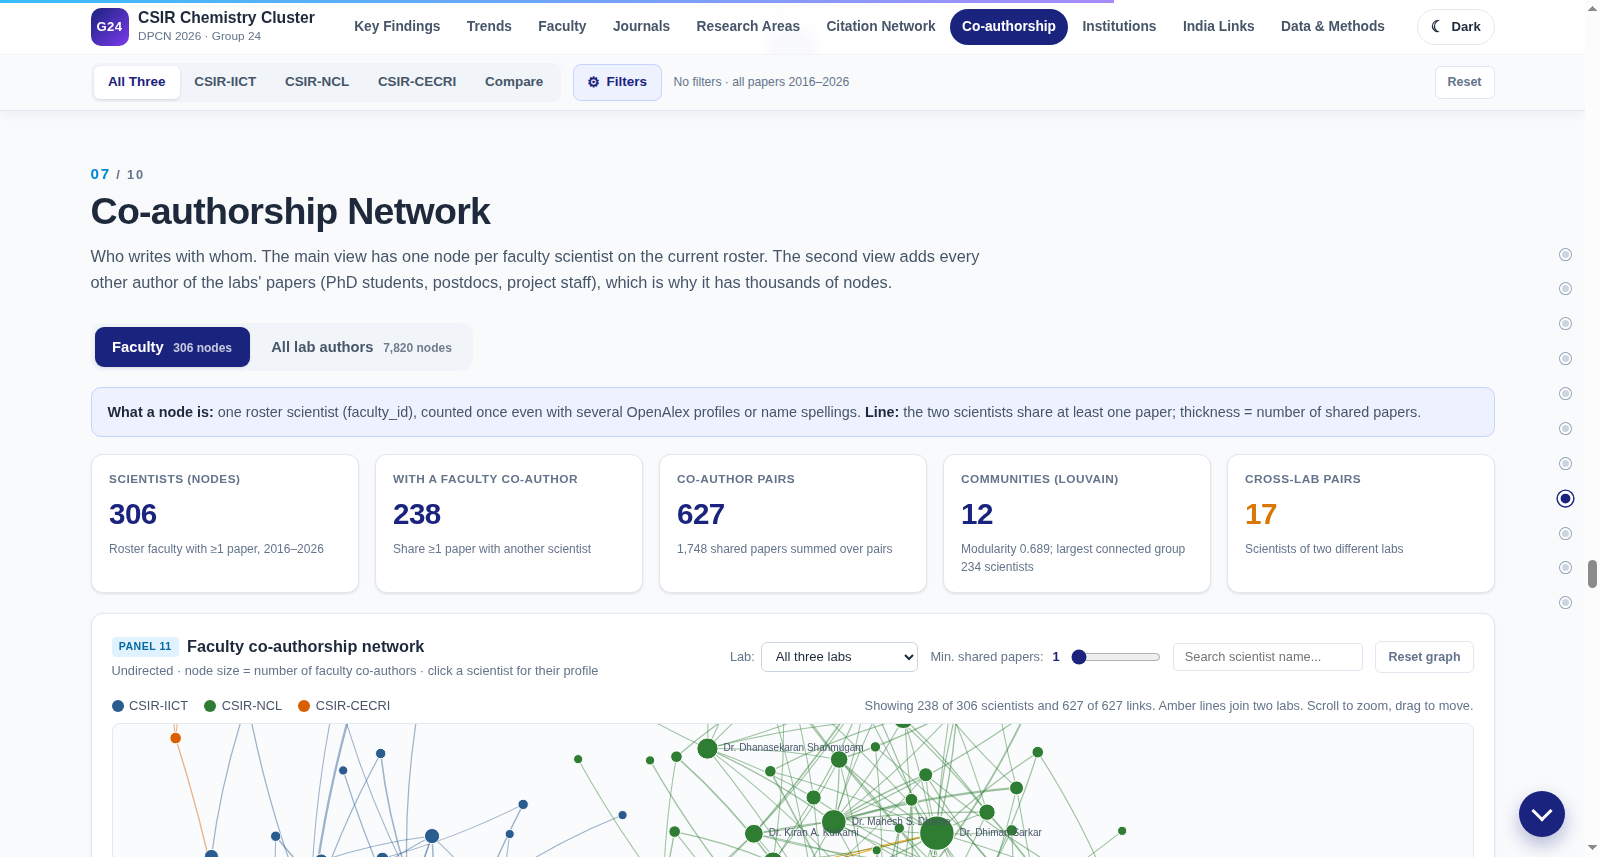 G24
CSIR Chemistry Cluster
DPCN 2026 · Group 24
Key Findings
Trends
Faculty
Journals
Research Areas
Citation Network
Co-authorship
Institutions
India Links
Data & Methods
Dark
All Three
CSIR-IICT
CSIR-NCL
CSIR-CECRI
Compare
Filters
No filters · all papers 2016–2026
Reset
07 / 10
Co-authorship Network
Who writes with whom. The main view has one node per faculty scientist on the current roster. The second view adds every
other author of the labs' papers (PhD students, postdocs, project staff), which is why it has thousands of nodes.
Faculty 306 nodes
All lab authors 7,820 nodes
What a node is: one roster scientist (faculty_id), counted once even with several OpenAlex profiles or name spellings. Line: the two scientists share at least one paper; thickness = number of shared papers.
SCIENTISTS (NODES)
306
Roster faculty with ≥1 paper, 2016–2026
WITH A FACULTY CO-AUTHOR
238
Share ≥1 paper with another scientist
CO-AUTHOR PAIRS
627
1,748 shared papers summed over pairs
COMMUNITIES (LOUVAIN)
12
Modularity 0.689; largest connected group
234 scientists
CROSS-LAB PAIRS
17
Scientists of two different labs
PANEL 11 Faculty co-authorship network
Undirected · node size = number of faculty co-authors · click a scientist for their profile
Lab: All three labs
Min. shared papers: 1
Search scientist name...
Reset graph
CSIR-IICT
CSIR-NCL
CSIR-CECRI
Showing 238 of 306 scientists and 627 of 627 links. Amber lines join two labs. Scroll to zoom, drag to move.
Dr. Dhanasekaran Shanmugam
Dr. Mahesh S.
Dr. Kiran A. Kulkarni
Dr. Dhiman Sarkar